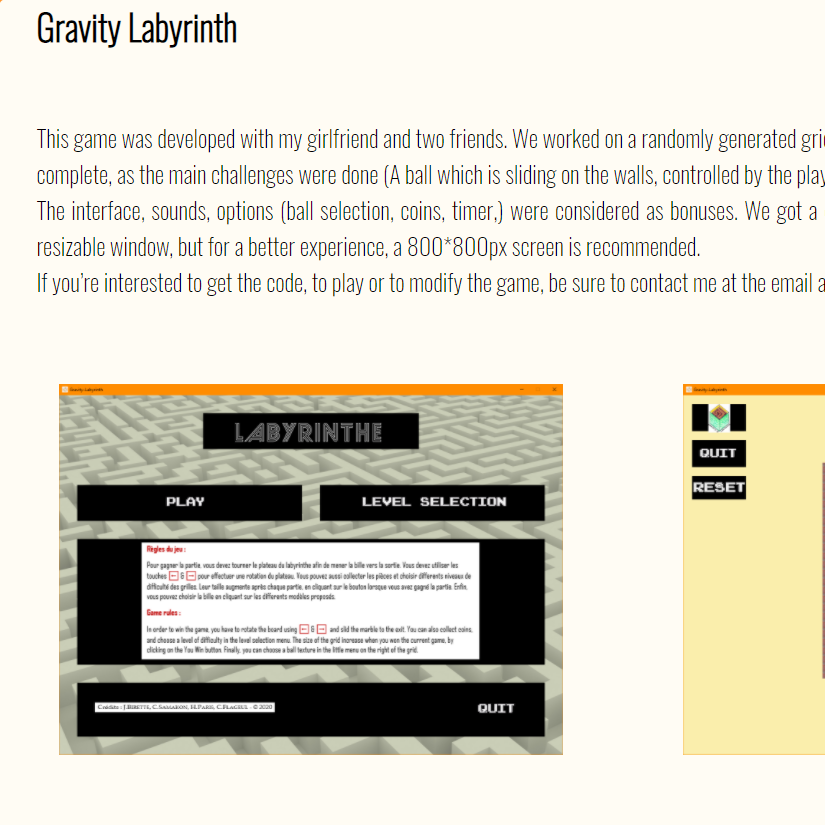 Gravity Labyrinth
This game was developed with my girlfriend and two friends. We worked on a randomly generated
complete, as the main challenges were done (A ball which is sliding on the walls, controlled by the
The interface, sounds, options (ball selection, coins, timer,) were considered as bonuses. We got a
resizable window, but for a better experience, a 800*800px screen is recommended.
If you're interested to get the code, to play or to modify the game, be sure to contact me at the email
Gravity Labyrinth
LABYRINTHE
PLAY
LEVEL SELECTION
Règles du jeu :
Pour gagner la partie, vous devez tourner le plateau du labyrinthe afin de mener la bille vers la sortie. Vous devez utiliser les
touches ← & → pour effectuer une rotation du plateau. Vous pouvez aussi collecter les pièces et choisir differents niveaux de
difficulté des grilles. Leur taille augmente après chaque partie, en cliquant sur le bouton lorsque vous avez gagné la partie. Enfin,
vous pouvez choisir la bille en cliquant sur les différents modèles proposés.
Game rules :
In order to win the game, you have to rotate the board using ← & → and slid the marble to the exit. You can also collect coins,
and choose a level of difficulty in the level selection menu. The size of the grid increase when you won the current game, by
clicking on the You Win button. Finally, you can choose a ball texture in the little menu on the right of the grid.
Crédits : J.BIBETTE, H.PARIS, © 2020
QUIT
Gravity Labyrinth
QUIT
RESET